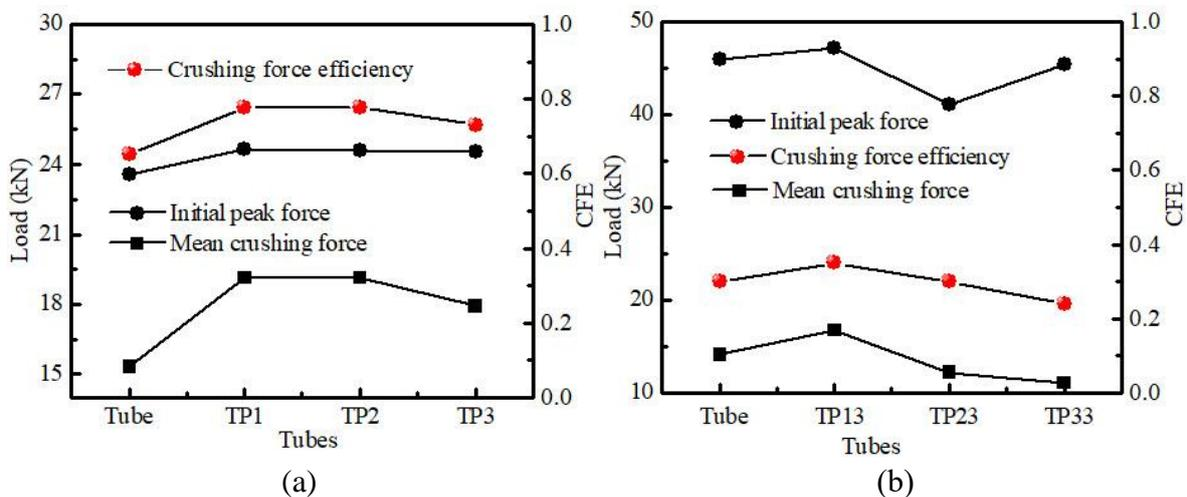 30
27
24
21
18
15
Load (kN)
1.0
0.8
0.6
0.4
0.2
0.0
CFE
Crushing force efficiency
Initial peak force
Mean crushing force
Tube TP1 TP2 TP3
Tubes
(a)
50
40
30
20
10
Load (kN)
1.0
0.8
0.6
0.4
0.2
0.0
CFE
Initial peak force
Crushing force efficiency
Mean crushing force
Tube TP13 TP23 TP33
Tubes
(b)